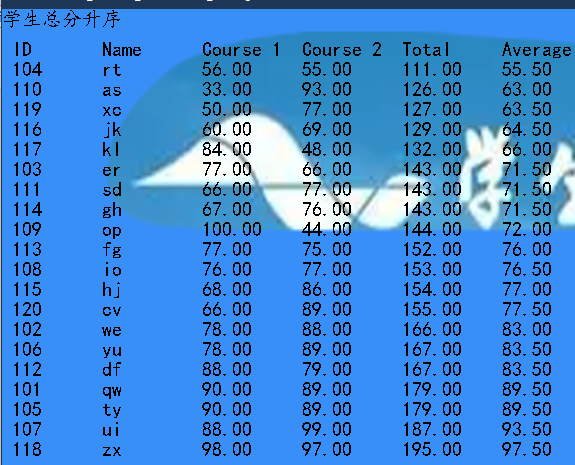 学生总分升序
ID Name Course 1 Course 2 Total Average
104 rt 56.00 55.00 111.00 55.50
110 as 33.00 93.00 126.00 63.00
119 xc 50.00 77.00 127.00 63.50
116 jk 60.00 69.00 129.00 64.50
117 kl 84.00 48.00 132.00 66.00
103 er 77.00 66.00 143.00 71.50
111 sd 66.00 77.00 143.00 71.50
114 gh 67.00 76.00 143.00 71.50
109 op 100.00 44.00 144.00 72.00
113 fg 77.00 75.00 152.00 76.00
108 io 76.00 77.00 153.00 76.50
115 hj 68.00 86.00 154.00 77.00
120 cv 66.00 89.00 155.00 77.50
102 we 78.00 88.00 166.00 83.00
106 yu 78.00 89.00 167.00 83.50
112 df 88.00 79.00 167.00 83.50
101 qw 90.00 89.00 179.00 89.50
105 ty 90.00 89.00 179.00 89.50
107 ui 88.00 99.00 187.00 93.50
118 zx 98.00 97.00 195.00 97.50
学